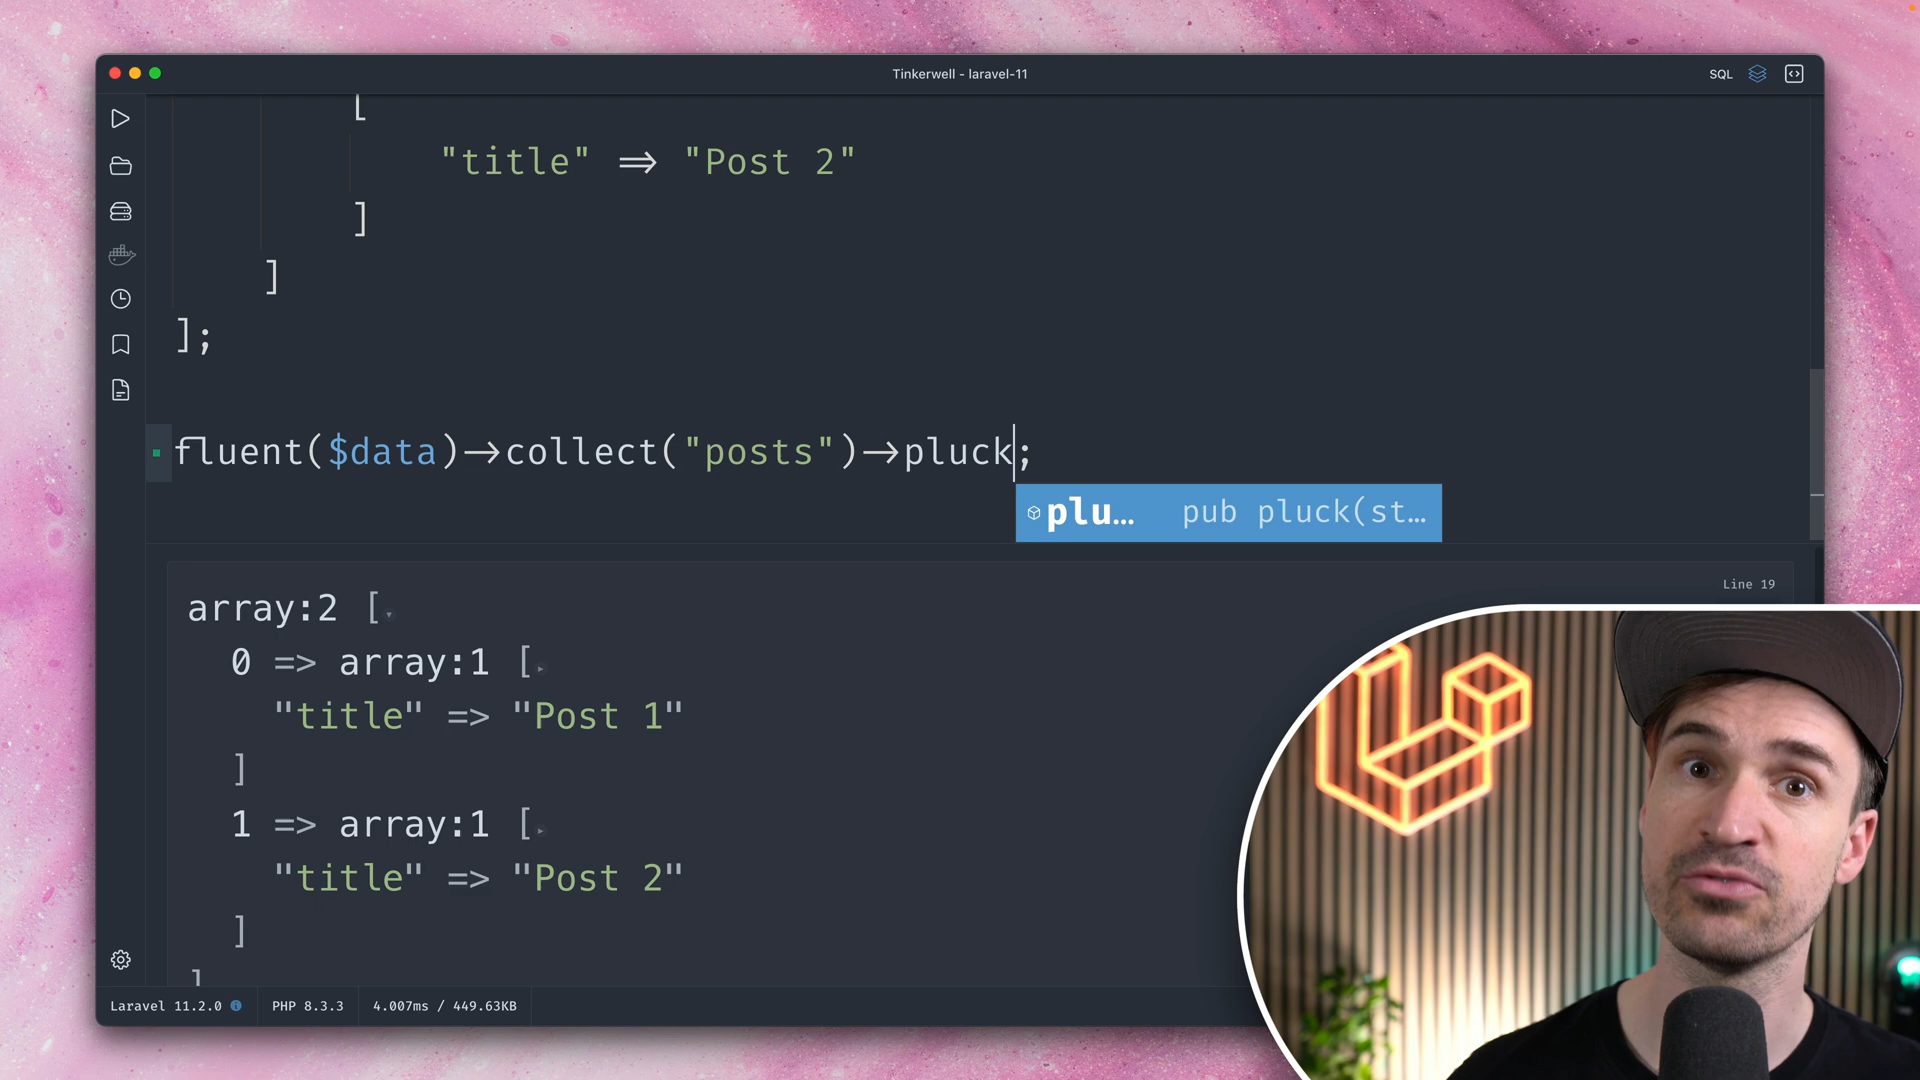 Tinkerwell - laravel-11
SQL
[
"title" => "Post 2"
]
]
];
fluent($data)->collect("posts")->pluck;
plu… pub pluck(st…
Line 19
array:2 [
0 => array:1 [
"title" => "Post 1"
]
1 => array:1 [
"title" => "Post 2"
]
]
Laravel 11.2.0 PHP 8.3.3 4.007ms / 449.63KB